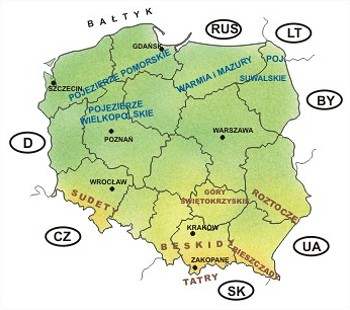 BAŁTYK
RUS
LT
GDAŃSK
POJEZIERZE POMORSKIE
WARMIA i MAZURY
POJ.
SUWALSKIE
SZCZECIN
BY
POJEZIERZE
WIELKOPOLSKIE
D
POZNAŃ
WARSZAWA
WROCŁAW
SUDETY
GÓRY
ŚWIĘTOKRZYSKIE
ROZTOCZE
CZ
KRAKÓW
BESKIDY
BIESZCZADY
UA
ZAKOPANE
TATRY
SK